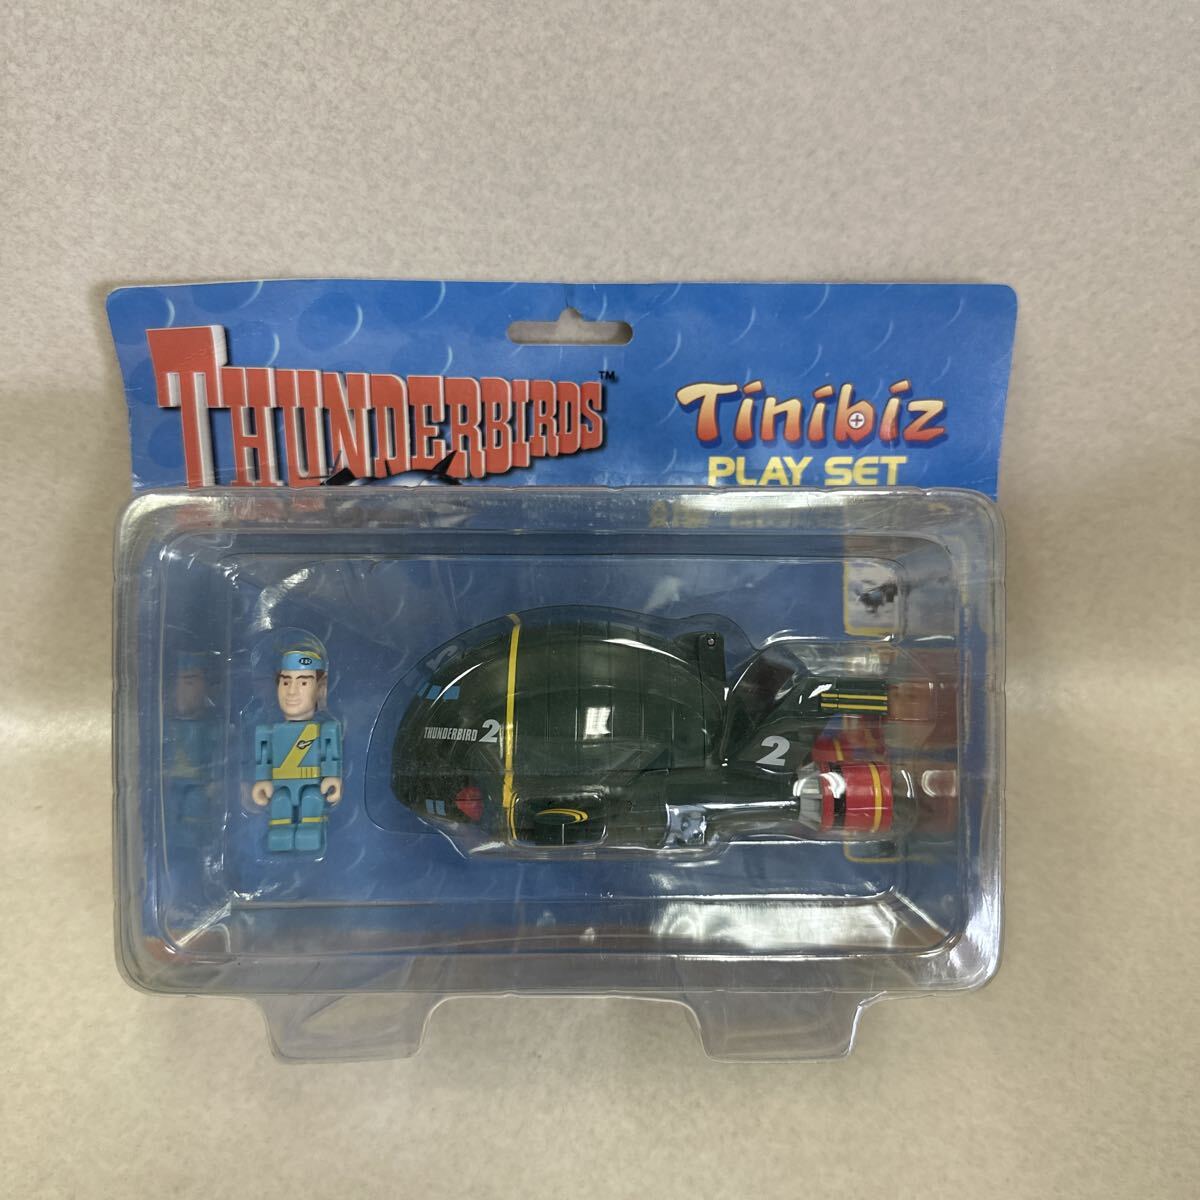 THUNDERBIRDS™
Tinibiz
PLAY SET
THUNDERBIRD 2
2